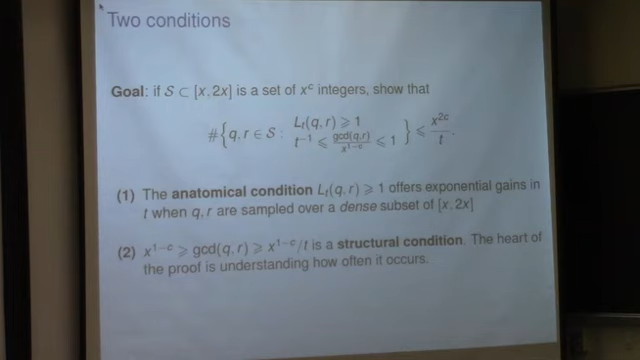 Two conditions
Goal: if S ⊂ [x, 2x] is a set of x^c integers, show that
#{q, r ∈ S : L_t(q, r) ⩾ 1
t^{-1} ⩽ gcd(q,r)/x^{1-c} ⩽ 1} ⩽ x^{2c}/t.
(1) The anatomical condition L_t(q, r) ⩾ 1 offers exponential gains in
t when q, r are sampled over a dense subset of [x, 2x]
(2) x^{1-c} ⩾ gcd(q, r) ⩾ x^{1-c}/t is a structural condition. The heart of
the proof is understanding how often it occurs.